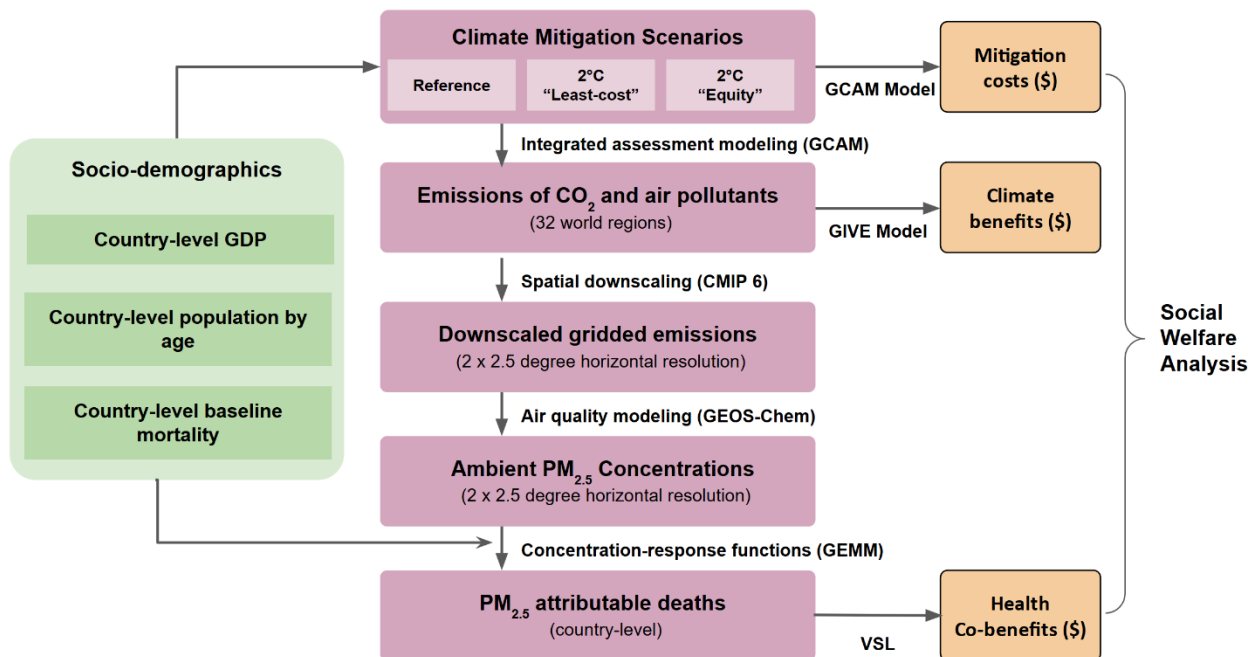 Climate Mitigation Scenarios
Reference
2°C
“Least-cost”
2°C
“Equity”
GCAM Model
Mitigation
costs ($)
Integrated assessment modeling (GCAM)
Socio-demographics
Country-level GDP
Country-level population by
age
Country-level baseline
mortality
Emissions of CO2 and air pollutants
(32 world regions)
GIVE Model
Climate
benefits ($)
Spatial downscaling (CMIP 6)
Downscaled gridded emissions
(2 x 2.5 degree horizontal resolution)
Air quality modeling (GEOS-Chem)
Ambient PM2.5 Concentrations
(2 x 2.5 degree horizontal resolution)
Concentration-response functions (GEMM)
PM2.5 attributable deaths
(country-level)
VSL
Health
Co-benefits ($)
Social
Welfare
Analysis